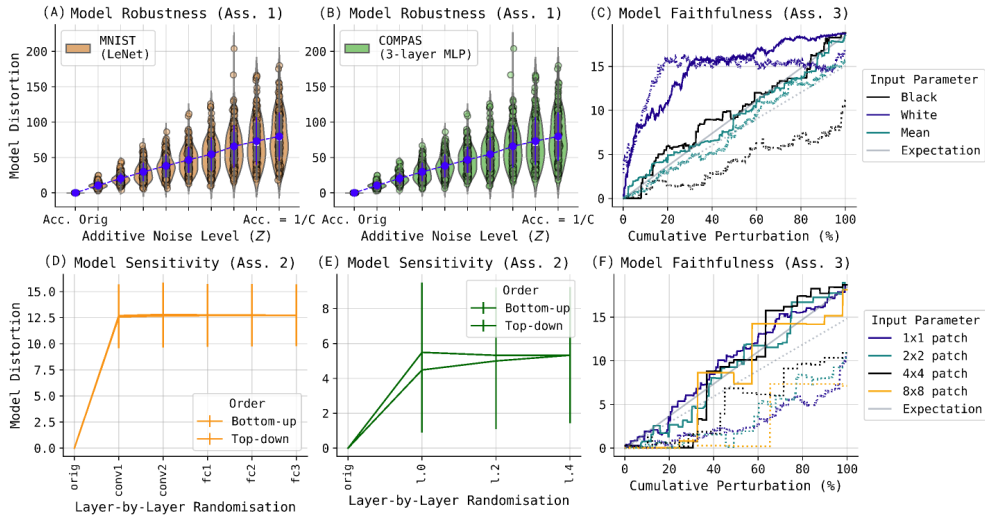 (A) Model Robustness (Ass. 1)
MNIST
(LeNet)
Model Distortion
200
150
100
50
0
Acc. Orig
Acc. = 1/C
Additive Noise Level (Z)
(B) Model Robustness (Ass. 1)
COMPAS
(3-layer MLP)
Acc. Orig
Acc. = 1/C
Additive Noise Level (Z)
(C) Model Faithfulness (Ass. 3)
15
10
5
0
0 20 40 60 80 100
Cumulative Perturbation (%)
Input Parameter
Black
White
Mean
Expectation
(D) Model Sensitivity (Ass. 2)
Model Distortion
15.0
12.5
10.0
7.5
5.0
2.5
0.0
Order
Bottom-up
Top-down
orig
conv1
conv2
fc1
fc2
fc3
Layer-by-Layer Randomisation
(E) Model Sensitivity (Ass. 2)
8
6
4
2
0
Order
Bottom-up
Top-down
orig
l.0
l.2
l.4
Layer-by-Layer Randomisation
(F) Model Faithfulness (Ass. 3)
15
10
5
0
0 20 40 60 80 100
Cumulative Perturbation (%)
Input Parameter
1x1 patch
2x2 patch
4x4 patch
8x8 patch
Expectation